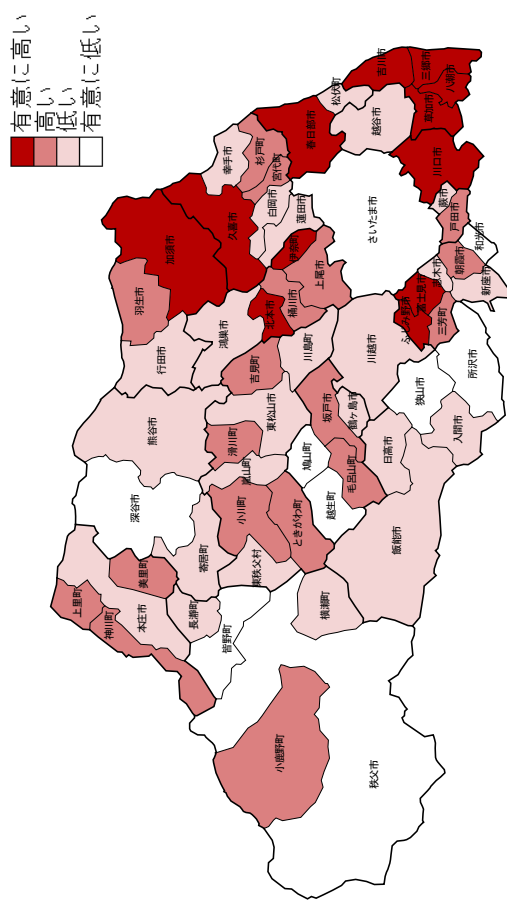 有意に高い
高い
低い
有意に低い
吉川市
三郷市
八潮市
草加市
松伏町
越谷市
春日部市
川口市
杉戸町
幸手市
宮代町
白岡市
蓮田市
さいたま市
蕨市
戸田市
和光市
久喜市
加須市
伊奈町
上尾市
朝霞市
志木市
新座市
羽生市
北本市
桶川市
富士見市
ふじみ野市
三芳町
鴻巣市
川島町
川越市
行田市
吉見町
所沢市
狭山市
東松山市
坂戸市
鶴ヶ島市
入間市
熊谷市
滑川町
鳩山町
日高市
嵐山町
毛呂山町
深谷市
小川町
ときがわ町
越生町
飯能市
寄居町
東秩父村
美里町
上里町
神川町
本庄市
長瀞町
横瀬町
皆野町
小鹿野町
秩父市